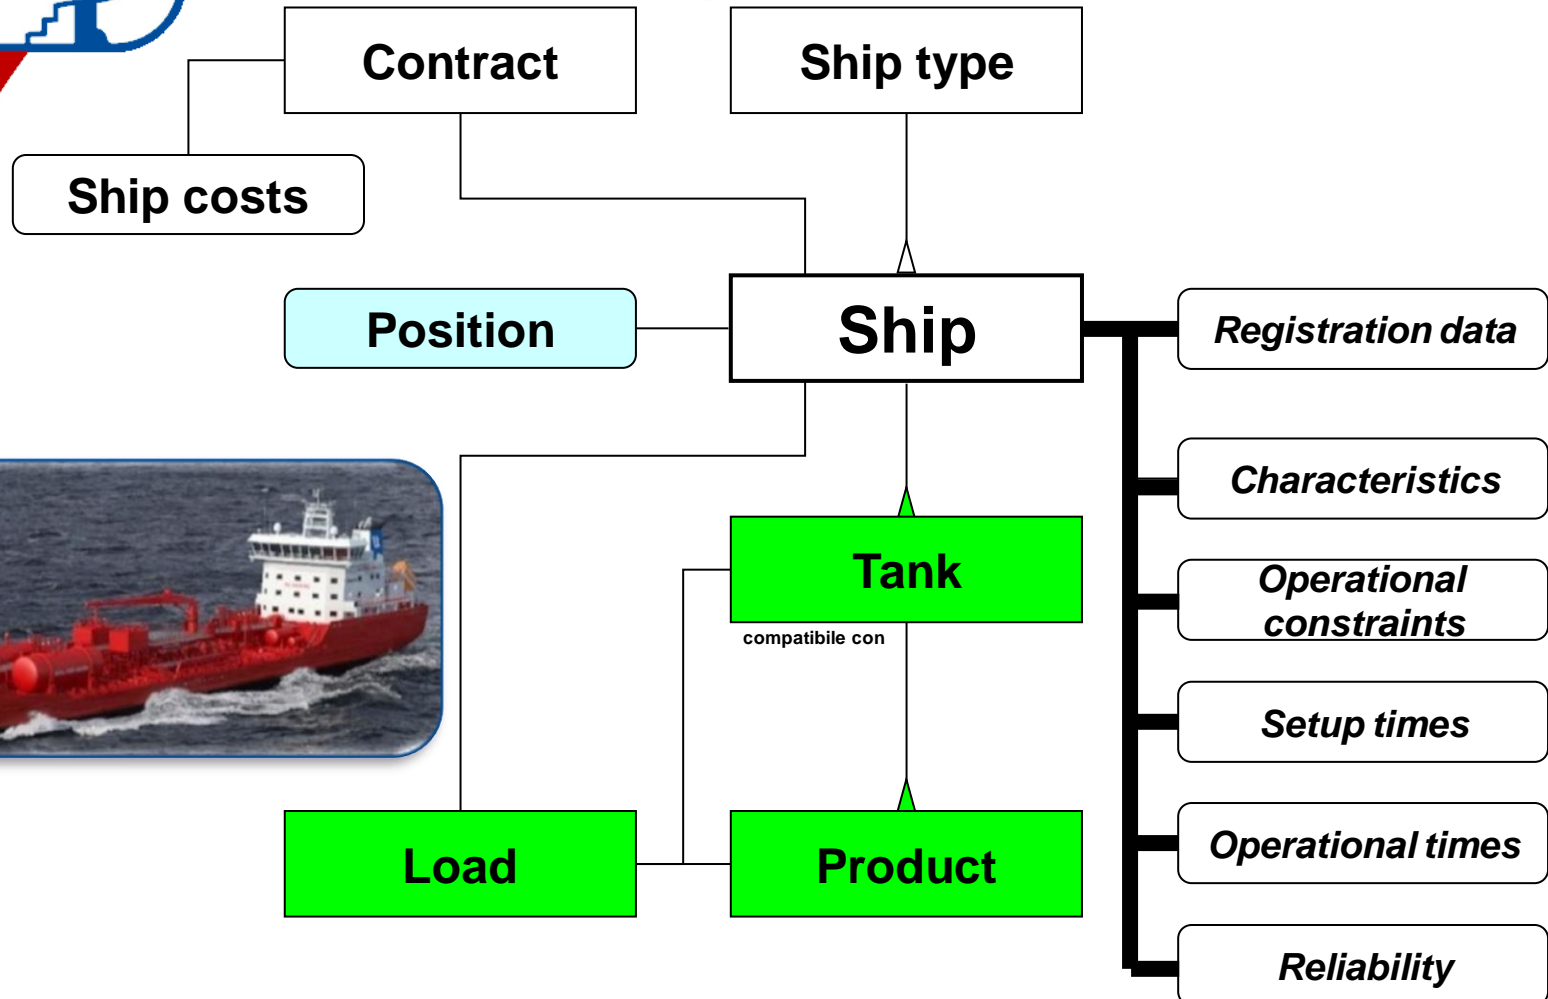 Contract
Ship type
Ship costs
Position
Ship
Registration data
Characteristics
Tank
Operational
constraints
compatibile con
Setup times
Load
Product
Operational times
Reliability